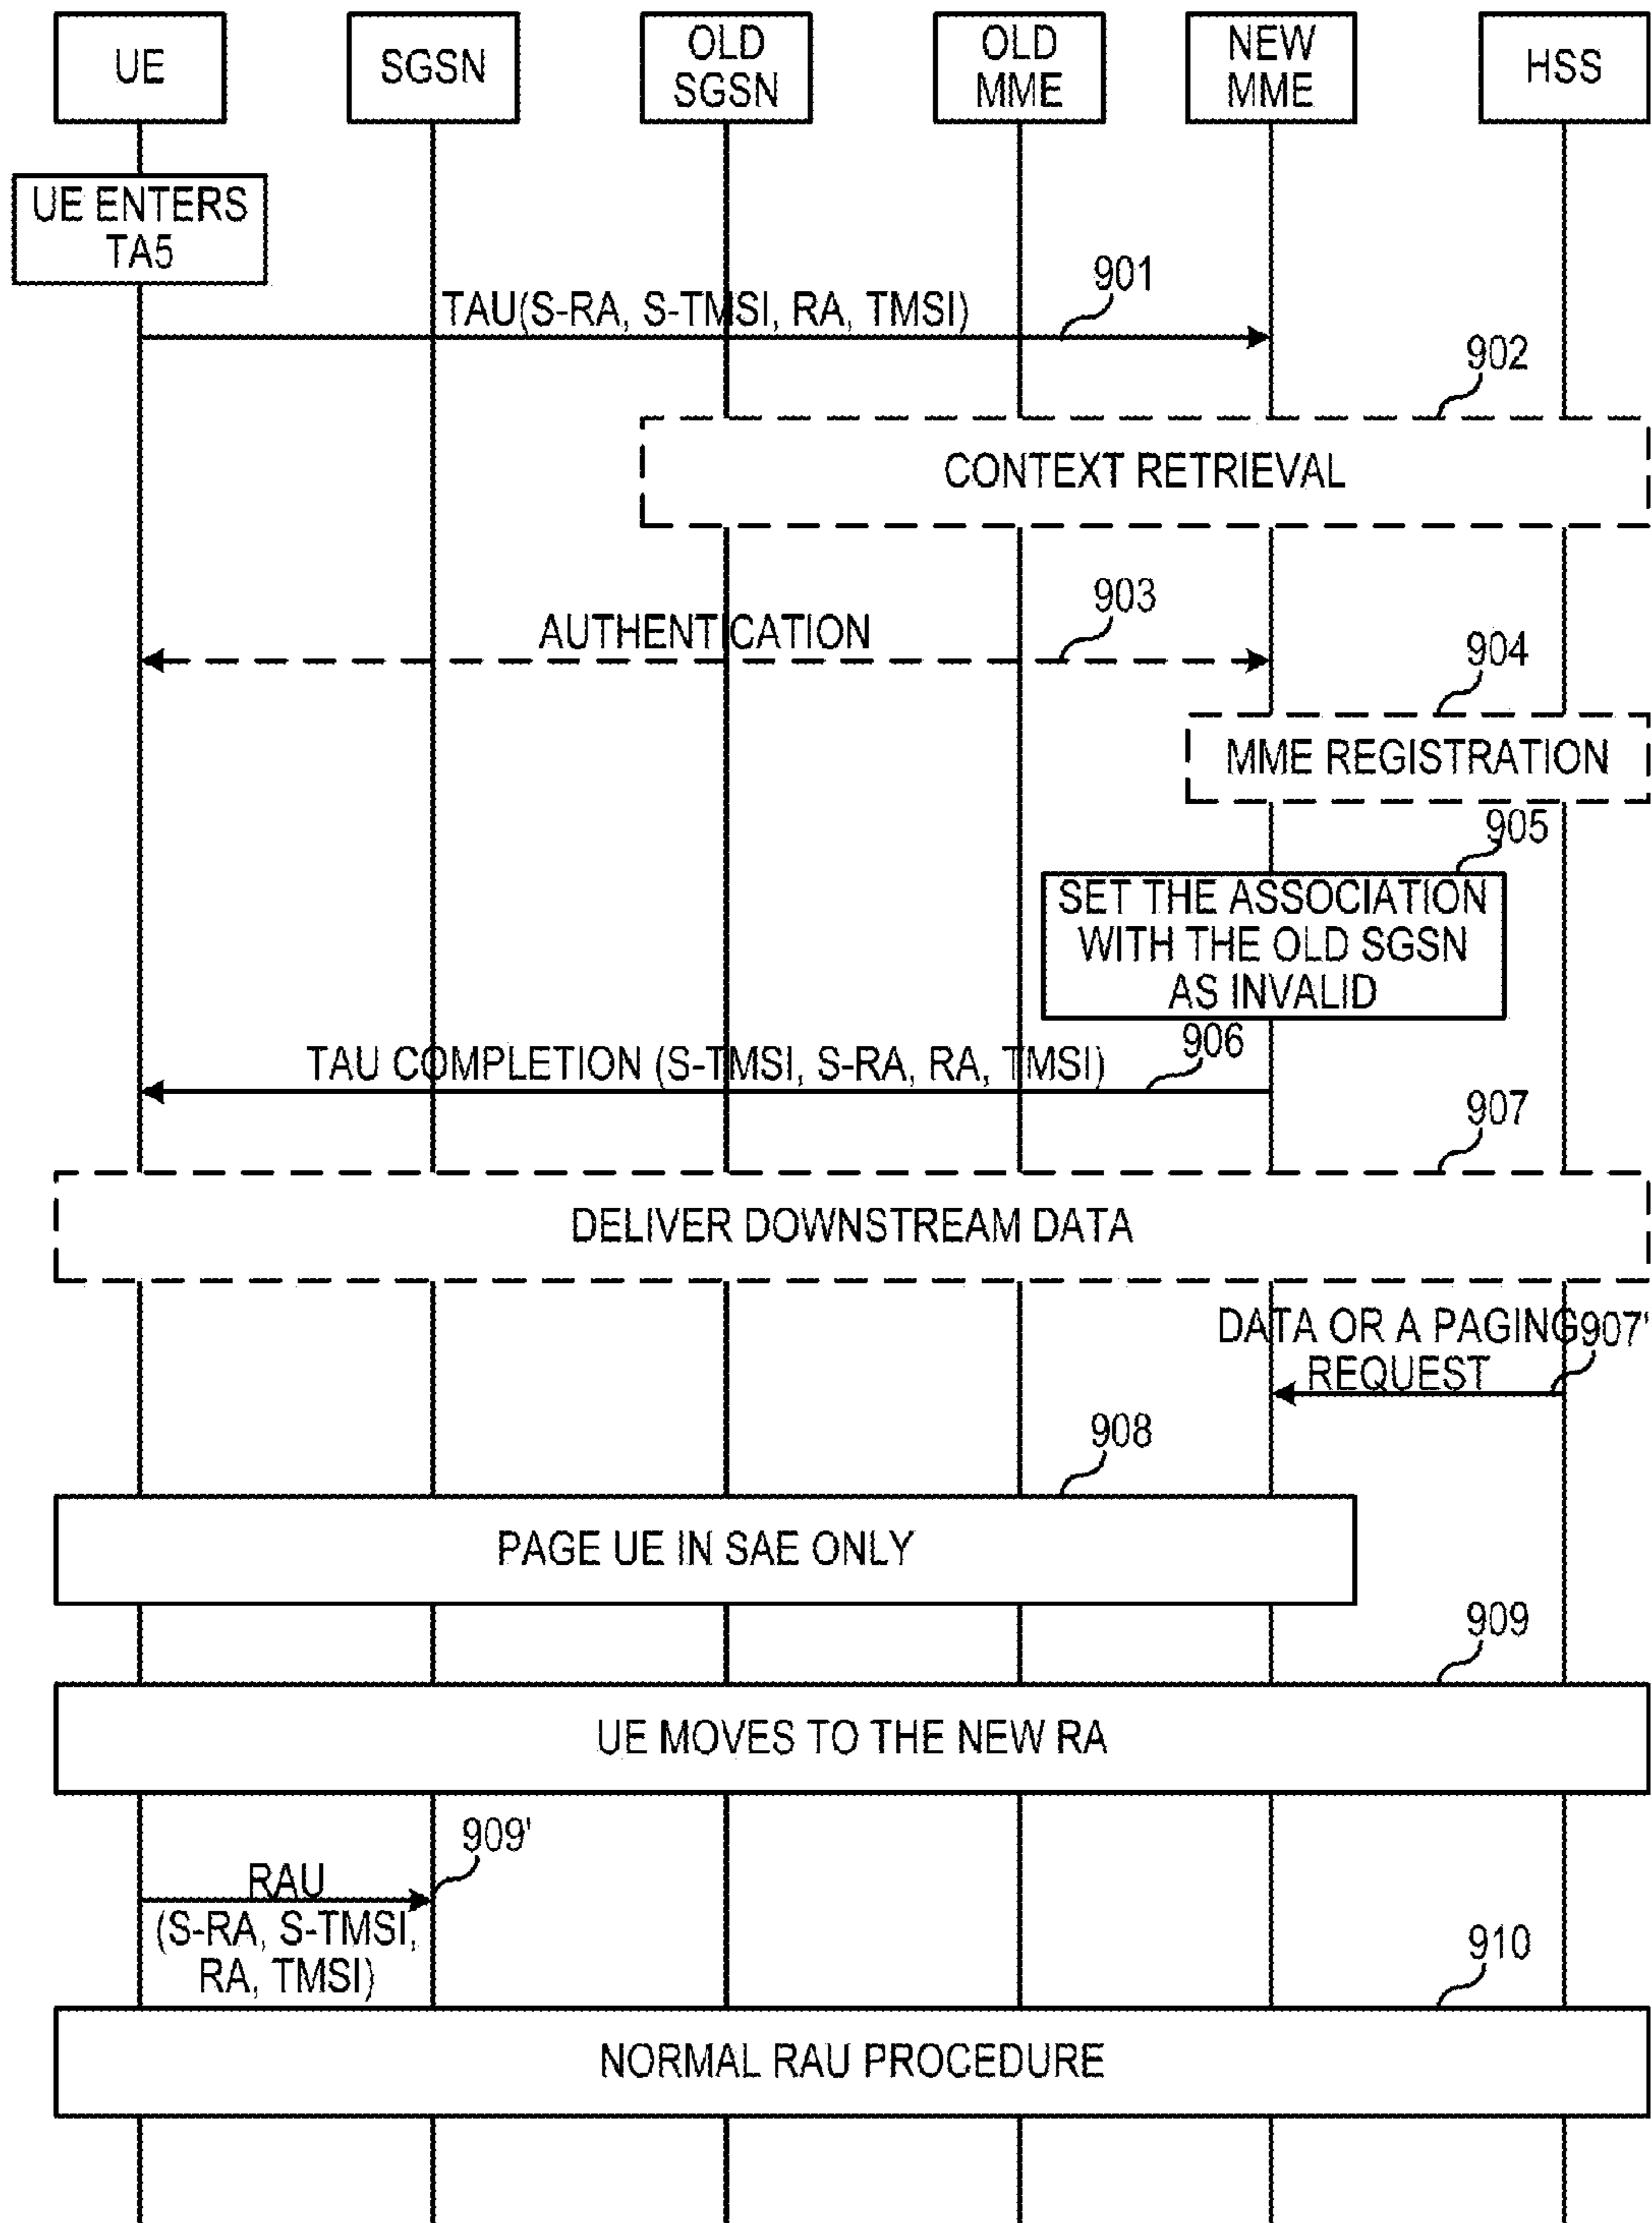 UE
SGSN
OLD
SGSN
OLD
MME
NEW
MME
HSS
UE ENTERS
TA5
901
TAU(S-RA, S-TMSI, RA, TMSI)
902
CONTEXT RETRIEVAL
903
AUTHENTICATION
904
MME REGISTRATION
905
SET THE ASSOCIATION
WITH THE OLD SGSN
AS INVALID
906
TAU COMPLETION (S-TMSI, S-RA, RA, TMSI)
907
DELIVER DOWNSTREAM DATA
DATA OR A PAGING
REQUEST
907'
908
PAGE UE IN SAE ONLY
909
UE MOVES TO THE NEW RA
909'
RAU
(S-RA, S-TMSI,
RA, TMSI)
910
NORMAL RAU PROCEDURE